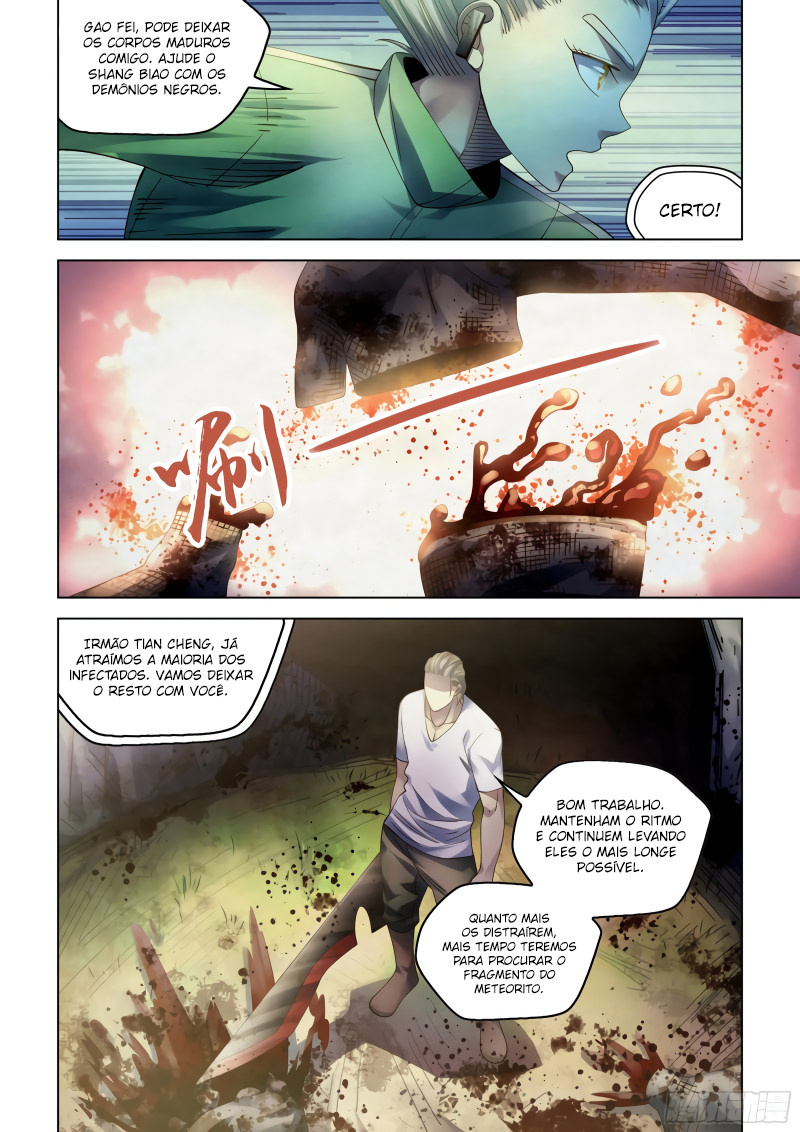 GAO FEI, PODE DEIXAR
OS CORPOS MADUROS
COMIGO. AJUDE O
SHANG BIAO COM OS
DEMÔNIOS NEGROS.
CERTO!
唰
IRMÃO TIAN CHENG, JÁ
ATRAÍMOS A MAIORIA DOS
INFECTADOS. VAMOS DEIXAR
O RESTO COM VOCÊ.
BOM TRABALHO.
MANTENHAM O RITMO
E CONTINUEM LEVANDO
ELES O MAIS LONGE
POSSÍVEL.
QUANTO MAIS
OS DISTRAÍREM,
MAIS TEMPO TEREMOS
PARA PROCURAR O
FRAGMENTO DO
METEORITO.